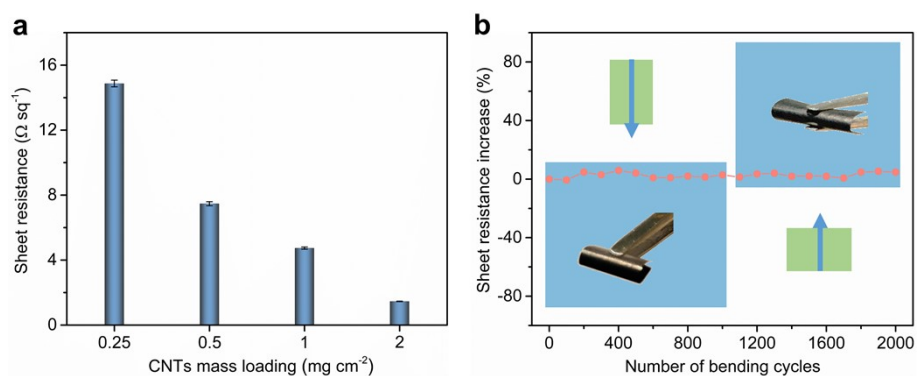 a
Sheet resistance (Ω sq⁻¹)
16
12
8
4
0
0.25 0.5 1 2
CNTs mass loading (mg cm⁻²)
b
Sheet resistance increase (%)
80
40
0
-40
-80
0 400 800 1200 1600 2000
Number of bending cycles